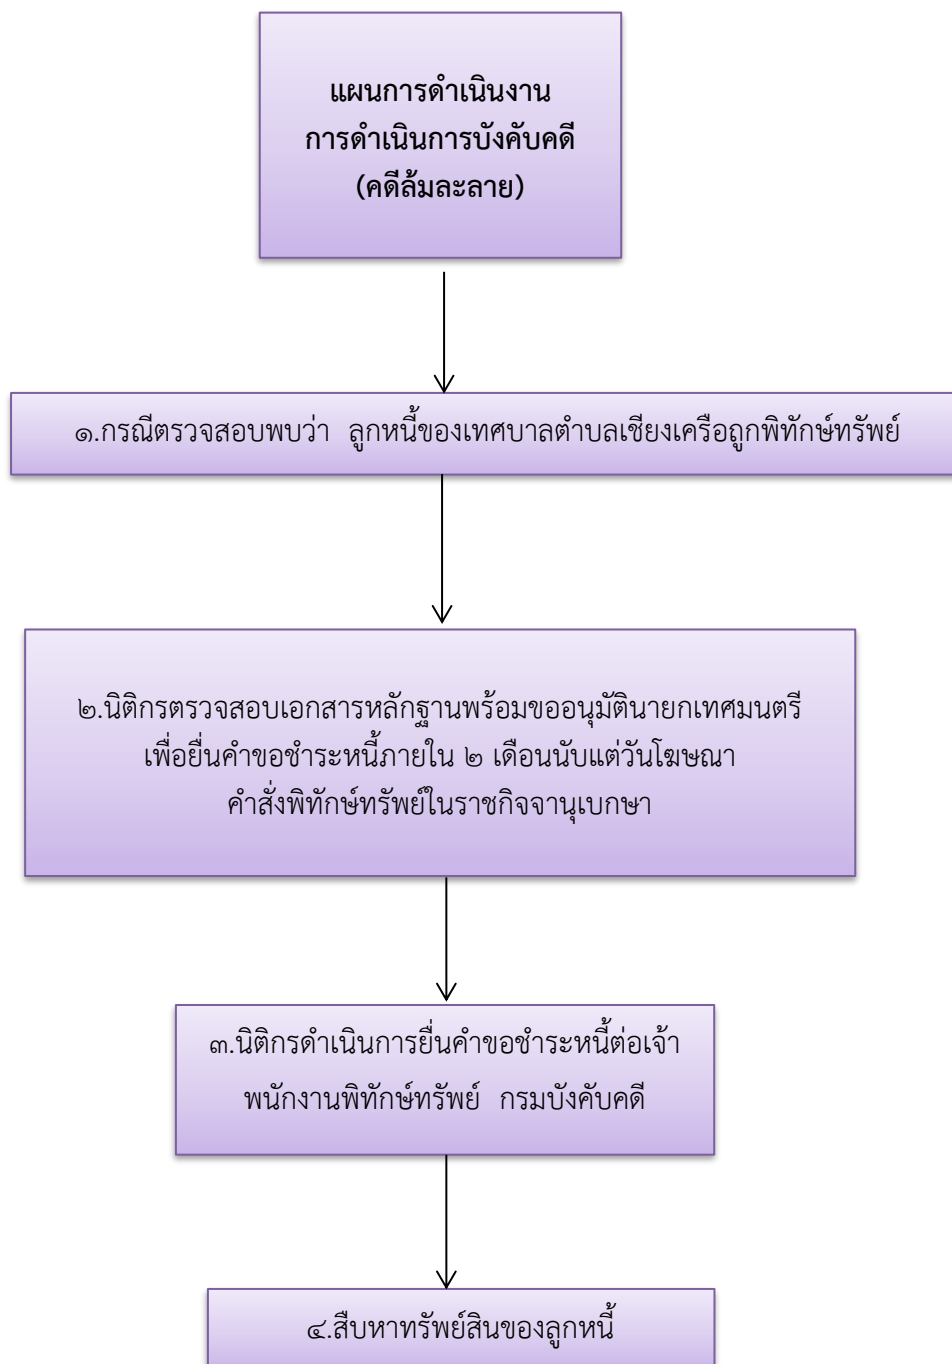 แผนการดำเนินงาน
การดำเนินการบังคับคดี
(คดีล้มละลาย)
๑.กรณีตรวจสอบพบว่า  ลูกหนี้ของเทศบาลตำบลเชียงเครือถูกพิทักษ์ทรัพย์
๒.นิติกรตรวจสอบเอกสารหลักฐานพร้อมขออนุมัตินายกเทศมนตรี
เพื่อยื่นคำขอชำระหนี้ภายใน ๒ เดือนนับแต่วันโฆษณา
คำสั่งพิทักษ์ทรัพย์ในราชกิจจานุเบกษา
๓.นิติกรดำเนินการยื่นคำขอชำระหนี้ต่อเจ้า
พนักงานพิทักษ์ทรัพย์  กรมบังคับคดี
๔.สืบหาทรัพย์สินของลูกหนี้